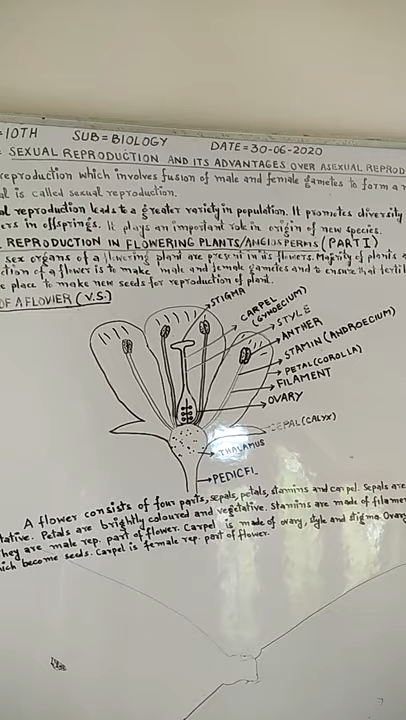 =10TH SUB=BIOLOGY DATE=30-06-2020
SEXUAL REPRODUCTION AND ITS ADVANTAGES OVER ASEXUAL REPROD
reproduction which involves fusion of male and female gametes to form a
is called sexual reproduction.
reproduction leads to a greater variety in population. It promotes diversity
in offsprings. It plays an important role in origin of new species.
REPRODUCTION IN FLOWERING PLANTS/ANGIOSPERMS (PART I)
sex organs of a flowering plant are present in its flowers. Majority of plants
of a flower is to make male and female gametes and to ensure that fertil
place to make new seeds for reproduction of plant.
OF A FLOWER (V.S.)
STIGMA
CARPEL
(GYNOECIUM)
STYLE
ANTHER
STAMIN (ANDROECIUM)
PETAL (COROLLA)
FILAMENT
OVARY
SEPAL (CALYX)
THALAMUS
PEDICEL
A flower consists of four parts, sepals, petals, stamins and carpel. Sepals are
Petals are brightly coloured and vegetative. Stamins are made of filamen
They are male rep. part of flower. Carpel is made of ovary, style and stigma. Ovary
which become seeds. Carpel is female rep. part of flower.